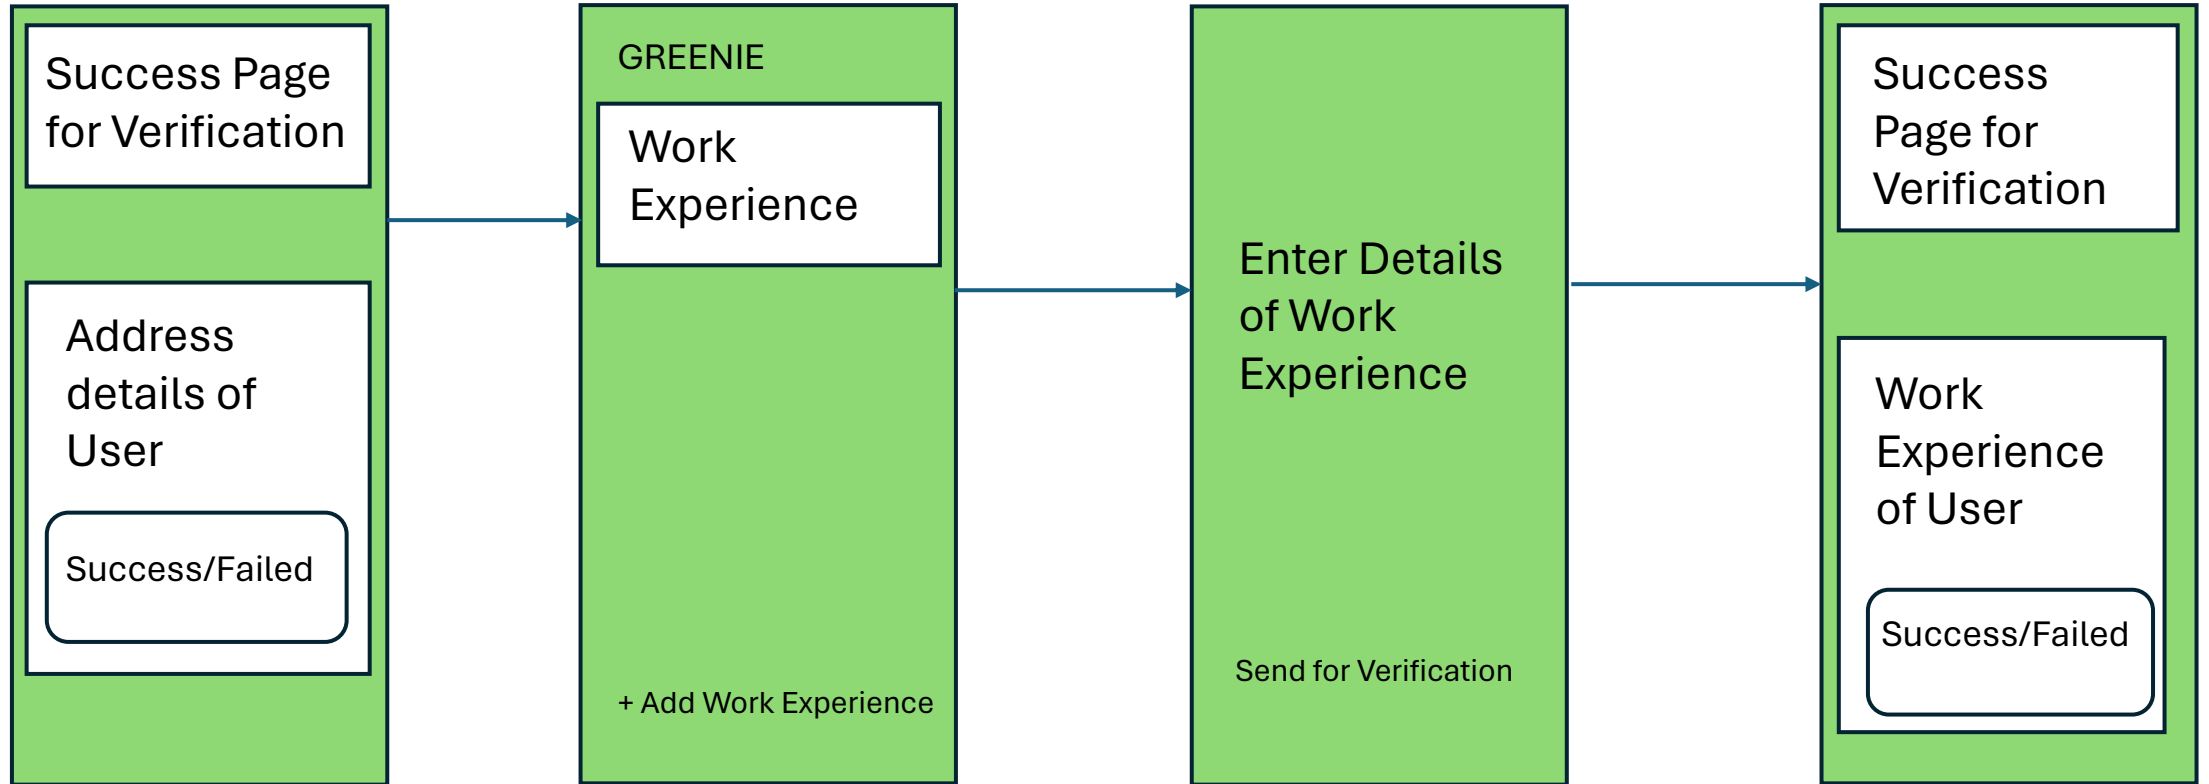 Success Page
for Verification
Address
details of
User
Success/Failed
GREENIE
Work
Experience
+ Add Work Experience
Enter Details
of Work
Experience
Send for Verification
Success
Page for
Verification
Work
Experience
of User
Success/Failed